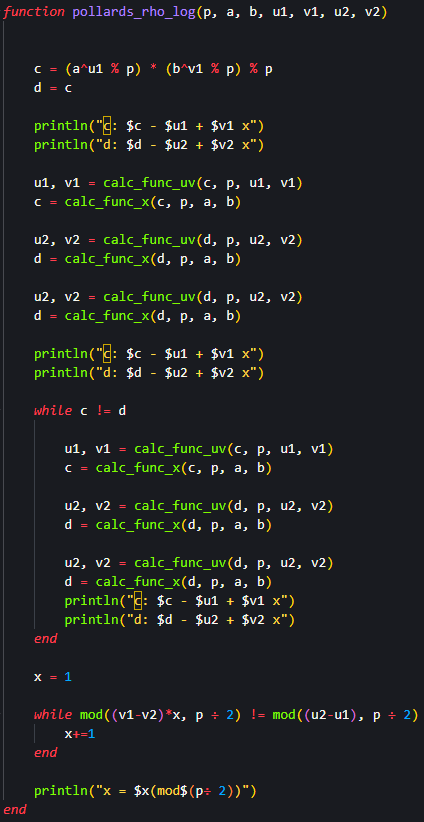 function pollards_rho_log(p, a, b, u1, v1, u2, v2)
c = (a^u1 % p) * (b^v1 % p) % p
d = c
println("с: $c - $u1 + $v1 x")
println("d: $d - $u2 + $v2 x")
u1, v1 = calc_func_uv(c, p, u1, v1)
c = calc_func_x(c, p, a, b)
u2, v2 = calc_func_uv(d, p, u2, v2)
d = calc_func_x(d, p, a, b)
u2, v2 = calc_func_uv(d, p, u2, v2)
d = calc_func_x(d, p, a, b)
println("с: $c - $u1 + $v1 x")
println("d: $d - $u2 + $v2 x")
while c != d
u1, v1 = calc_func_uv(c, p, u1, v1)
c = calc_func_x(c, p, a, b)
u2, v2 = calc_func_uv(d, p, u2, v2)
d = calc_func_x(d, p, a, b)
u2, v2 = calc_func_uv(d, p, u2, v2)
d = calc_func_x(d, p, a, b)
println("с: $c - $u1 + $v1 x")
println("d: $d - $u2 + $v2 x")
end
x = 1
while mod((v1-v2)*x, p ÷ 2) != mod((u2-u1), p ÷ 2)
x+=1
end
println("x = $x(mod$(p÷ 2))")
end